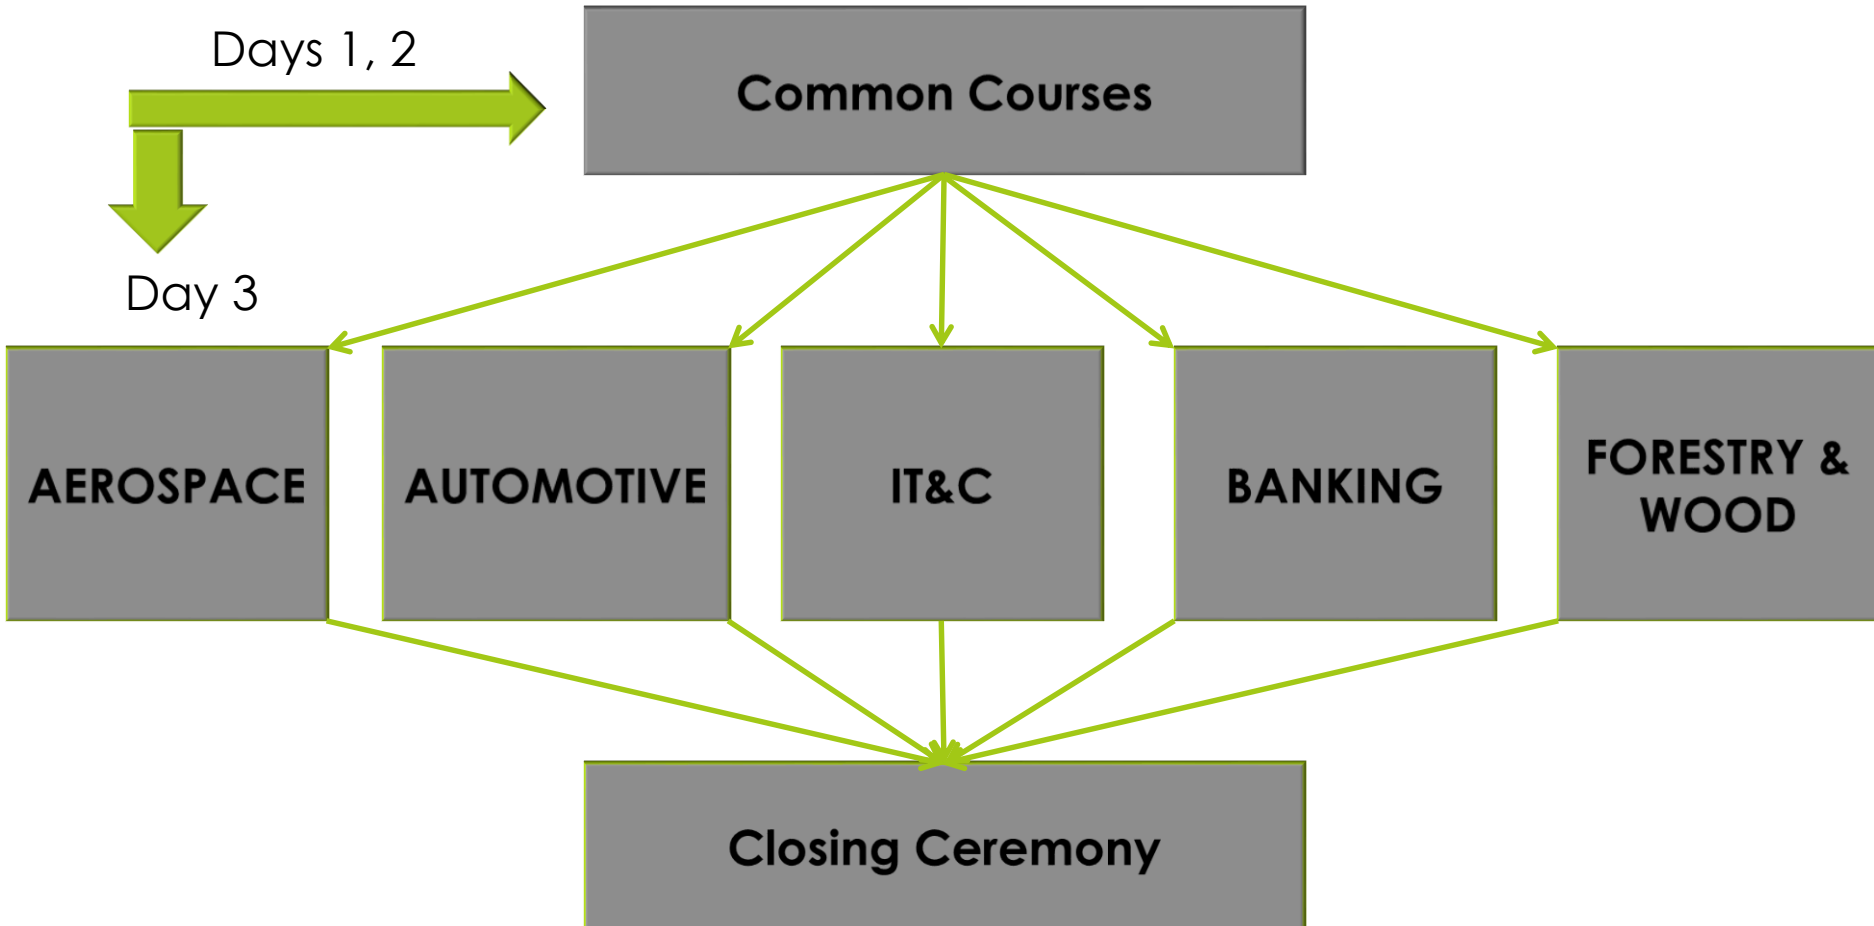 Days 1, 2
Common Courses
Day 3
AEROSPACE
AUTOMOTIVE
IT&C
BANKING
FORESTRY &
WOOD
Closing Ceremony